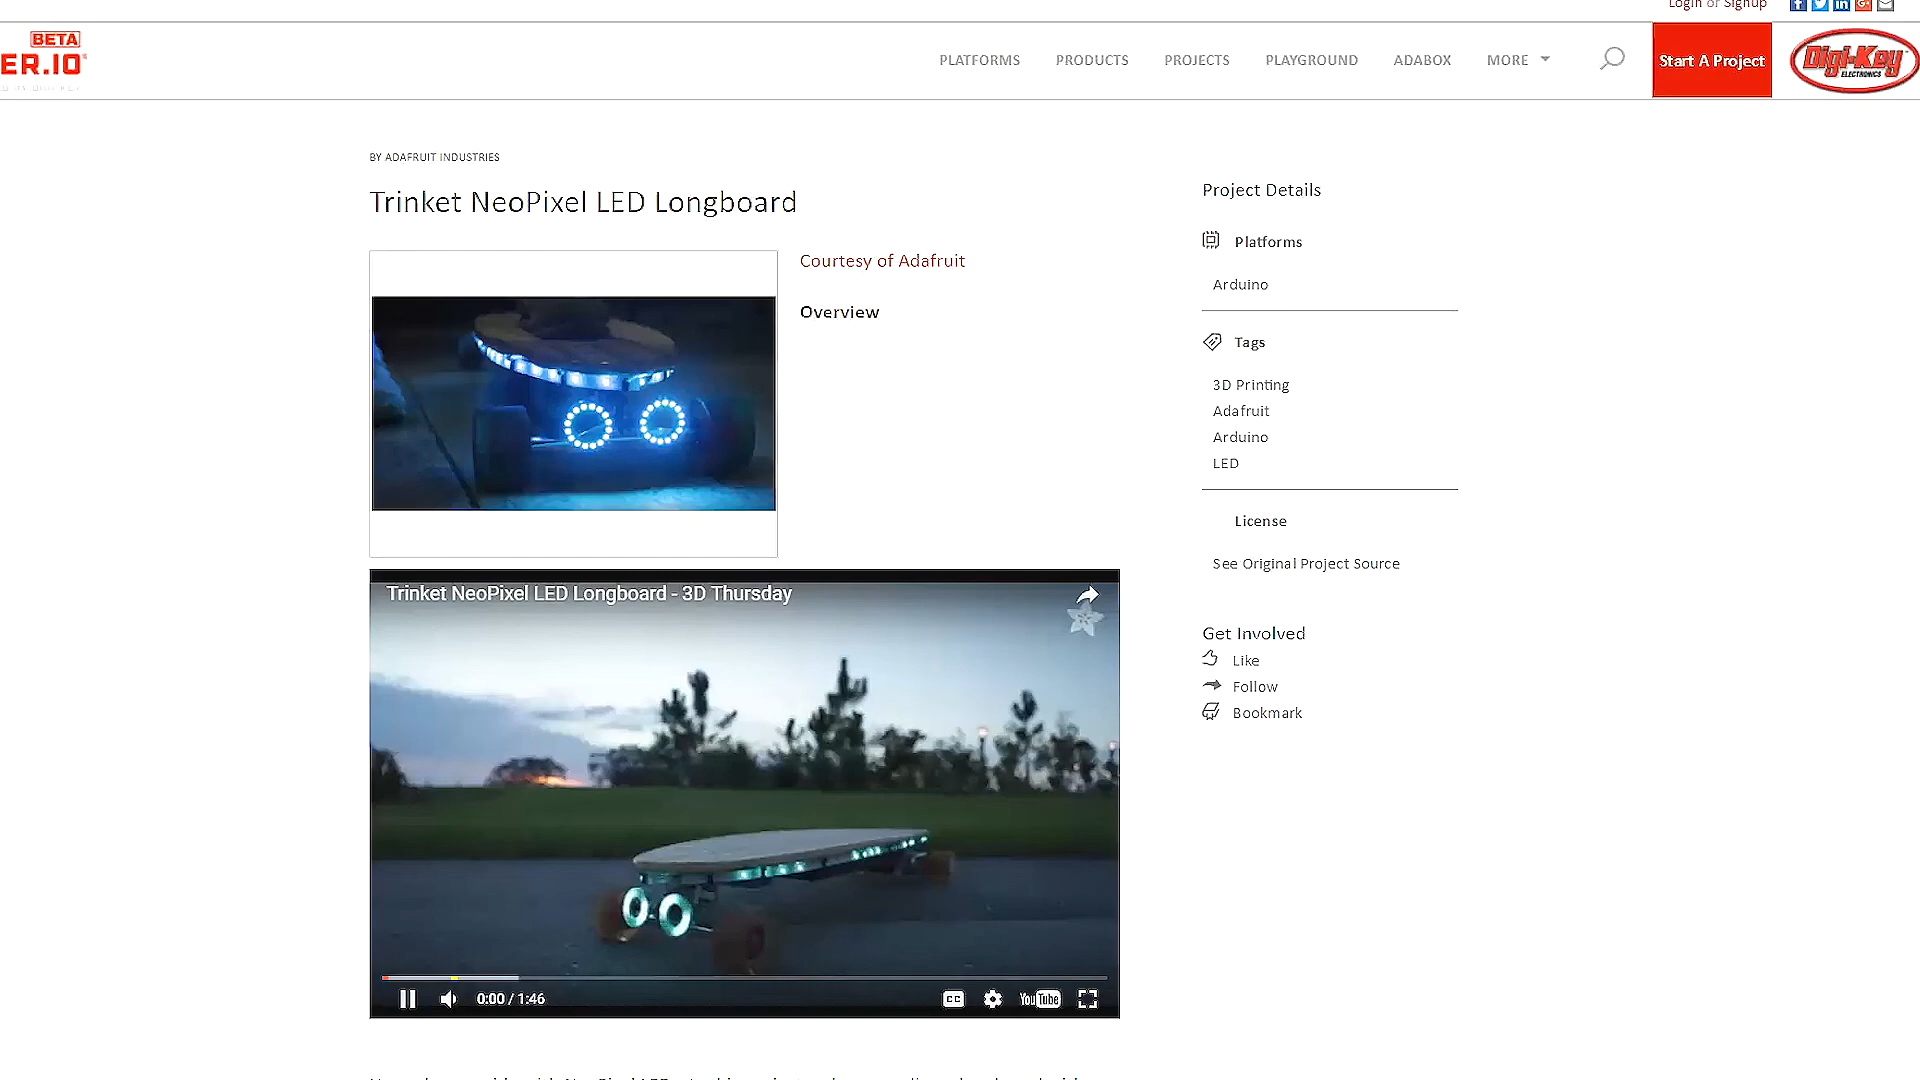 Login or Signup
BETA
ER.IO
PLATFORMS PRODUCTS PROJECTS PLAYGROUND ADABOX MORE
Start A Project
Digi-Key
ELECTRONICS
BY ADAFRUIT INDUSTRIES
Trinket NeoPixel LED Longboard
Courtesy of Adafruit
Overview
Trinket NeoPixel LED Longboard - 3D Thursday
0:00 / 1:46
CC
YouTube
Project Details
Platforms
Arduino
Tags
3D Printing
Adafruit
Arduino
LED
License
See Original Project Source
Get Involved
Like
Follow
Bookmark